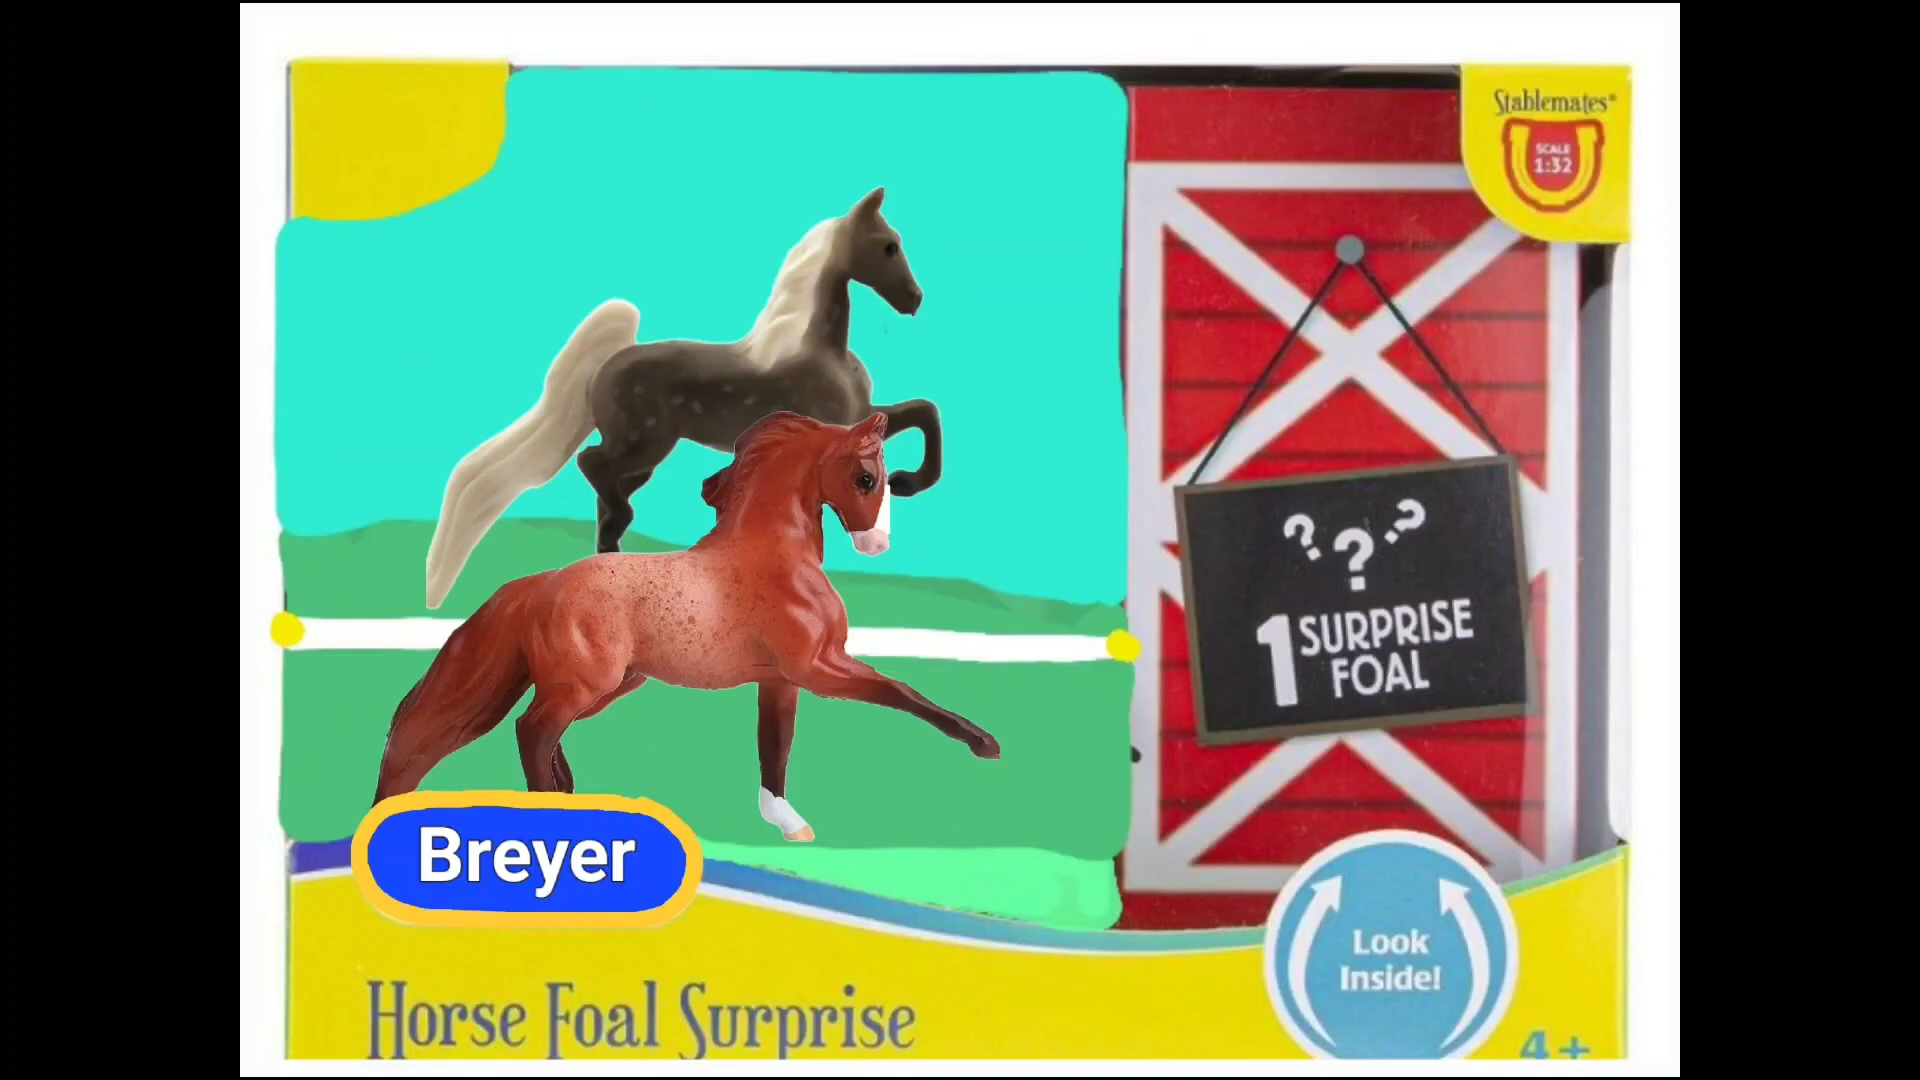 Stablemates®
SCALE
1:32
? ? ?
1 SURPRISE
FOAL
Breyer
Look
Inside!
Horse Foal Surprise
4+